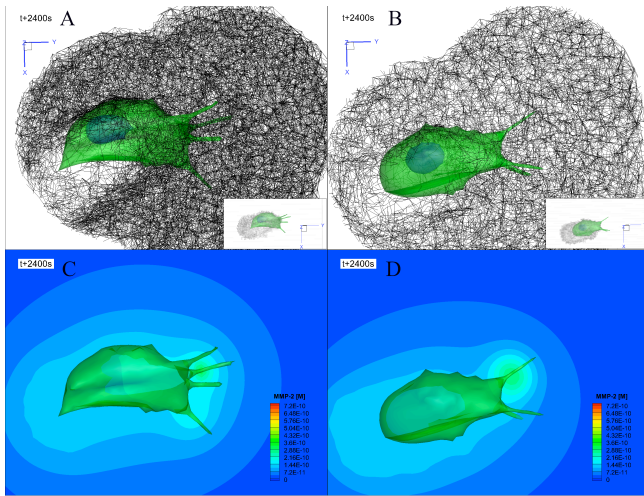 t+2400s
A
Z Y
X
t+2400s
B
Z Y
X
Y
X
Y
X
t+2400s
C
MMP-2 [M]
7.2E-10
6.48E-10
5.76E-10
5.04E-10
4.32E-10
3.6E-10
2.88E-10
2.16E-10
1.44E-10
7.2E-11
0
t+2400s
D
MMP-2 [M]
7.2E-10
6.48E-10
5.76E-10
5.04E-10
4.32E-10
3.6E-10
2.88E-10
2.16E-10
1.44E-10
7.2E-11
0